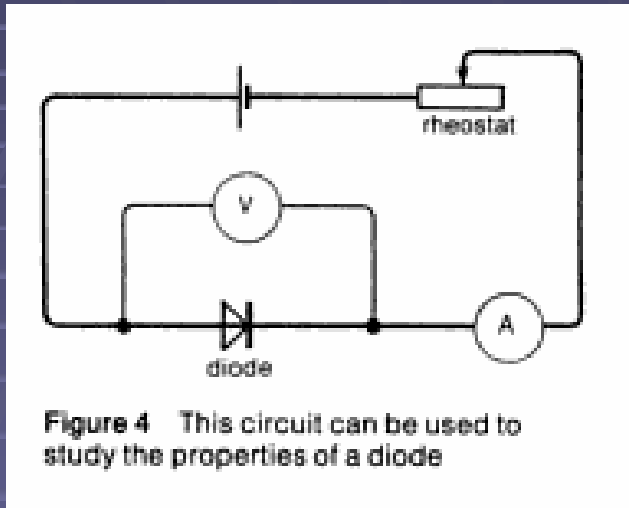 rheostat
V
A
diode
Figure 4 This circuit can be used to
study the properties of a diode